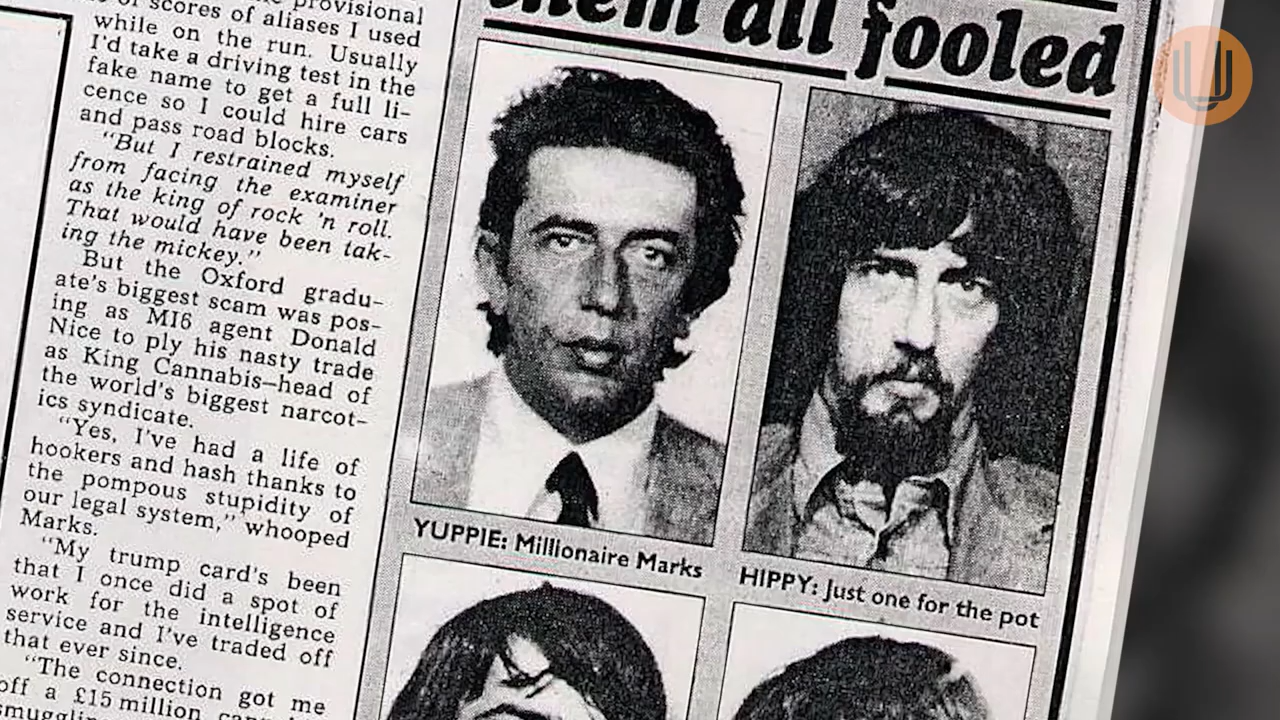 provisional
scores of aliases I used
while on the run. Usually
I'd take a driving test in the
fake name to get a full li-
cence so I could hire cars
and pass road blocks.
"But I restrained myself
from facing the examiner
as the king of rock 'n roll.
That would have been tak-
ing the mickey."
But the Oxford gradu-
ate's biggest scam was pos-
ing as MI6 agent Donald
Nice to ply his nasty trade
as King Cannabis—head of
the world's biggest narcot-
ics syndicate.
"Yes, I've had a life of
hookers and hash thanks to
the pompous stupidity of
our legal system," whooped
Marks.
"My trump card's been
that I once did a spot of
work for the intelligence
service and I've traded off
that ever since.
"The connection got me
off a £15 million
them all fooled
YUPPIE: Millionaire Marks
HIPPY: Just one for the pot